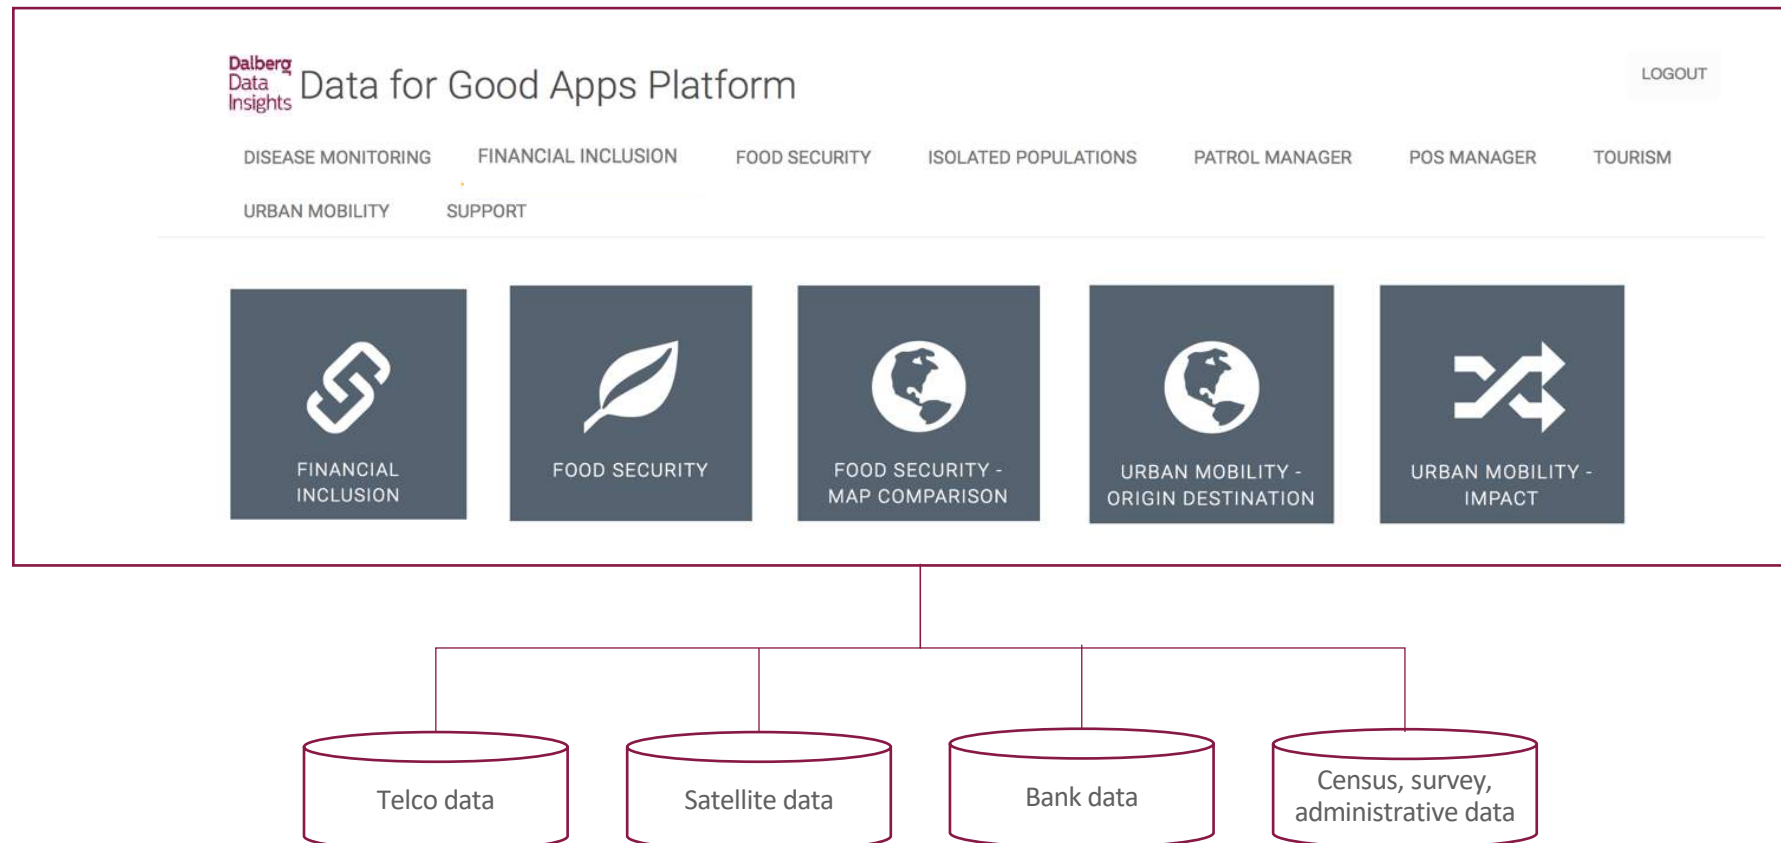 Dalberg
Data
Insights
Data for Good Apps Platform
LOGOUT
DISEASE MONITORING
FINANCIAL INCLUSION
FOOD SECURITY
ISOLATED POPULATIONS
PATROL MANAGER
POS MANAGER
TOURISM
URBAN MOBILITY
SUPPORT
FINANCIAL
INCLUSION
FOOD SECURITY
FOOD SECURITY -
MAP COMPARISON
URBAN MOBILITY -
ORIGIN DESTINATION
URBAN MOBILITY -
IMPACT
Telco data
Satellite data
Bank data
Census, survey,
administrative data